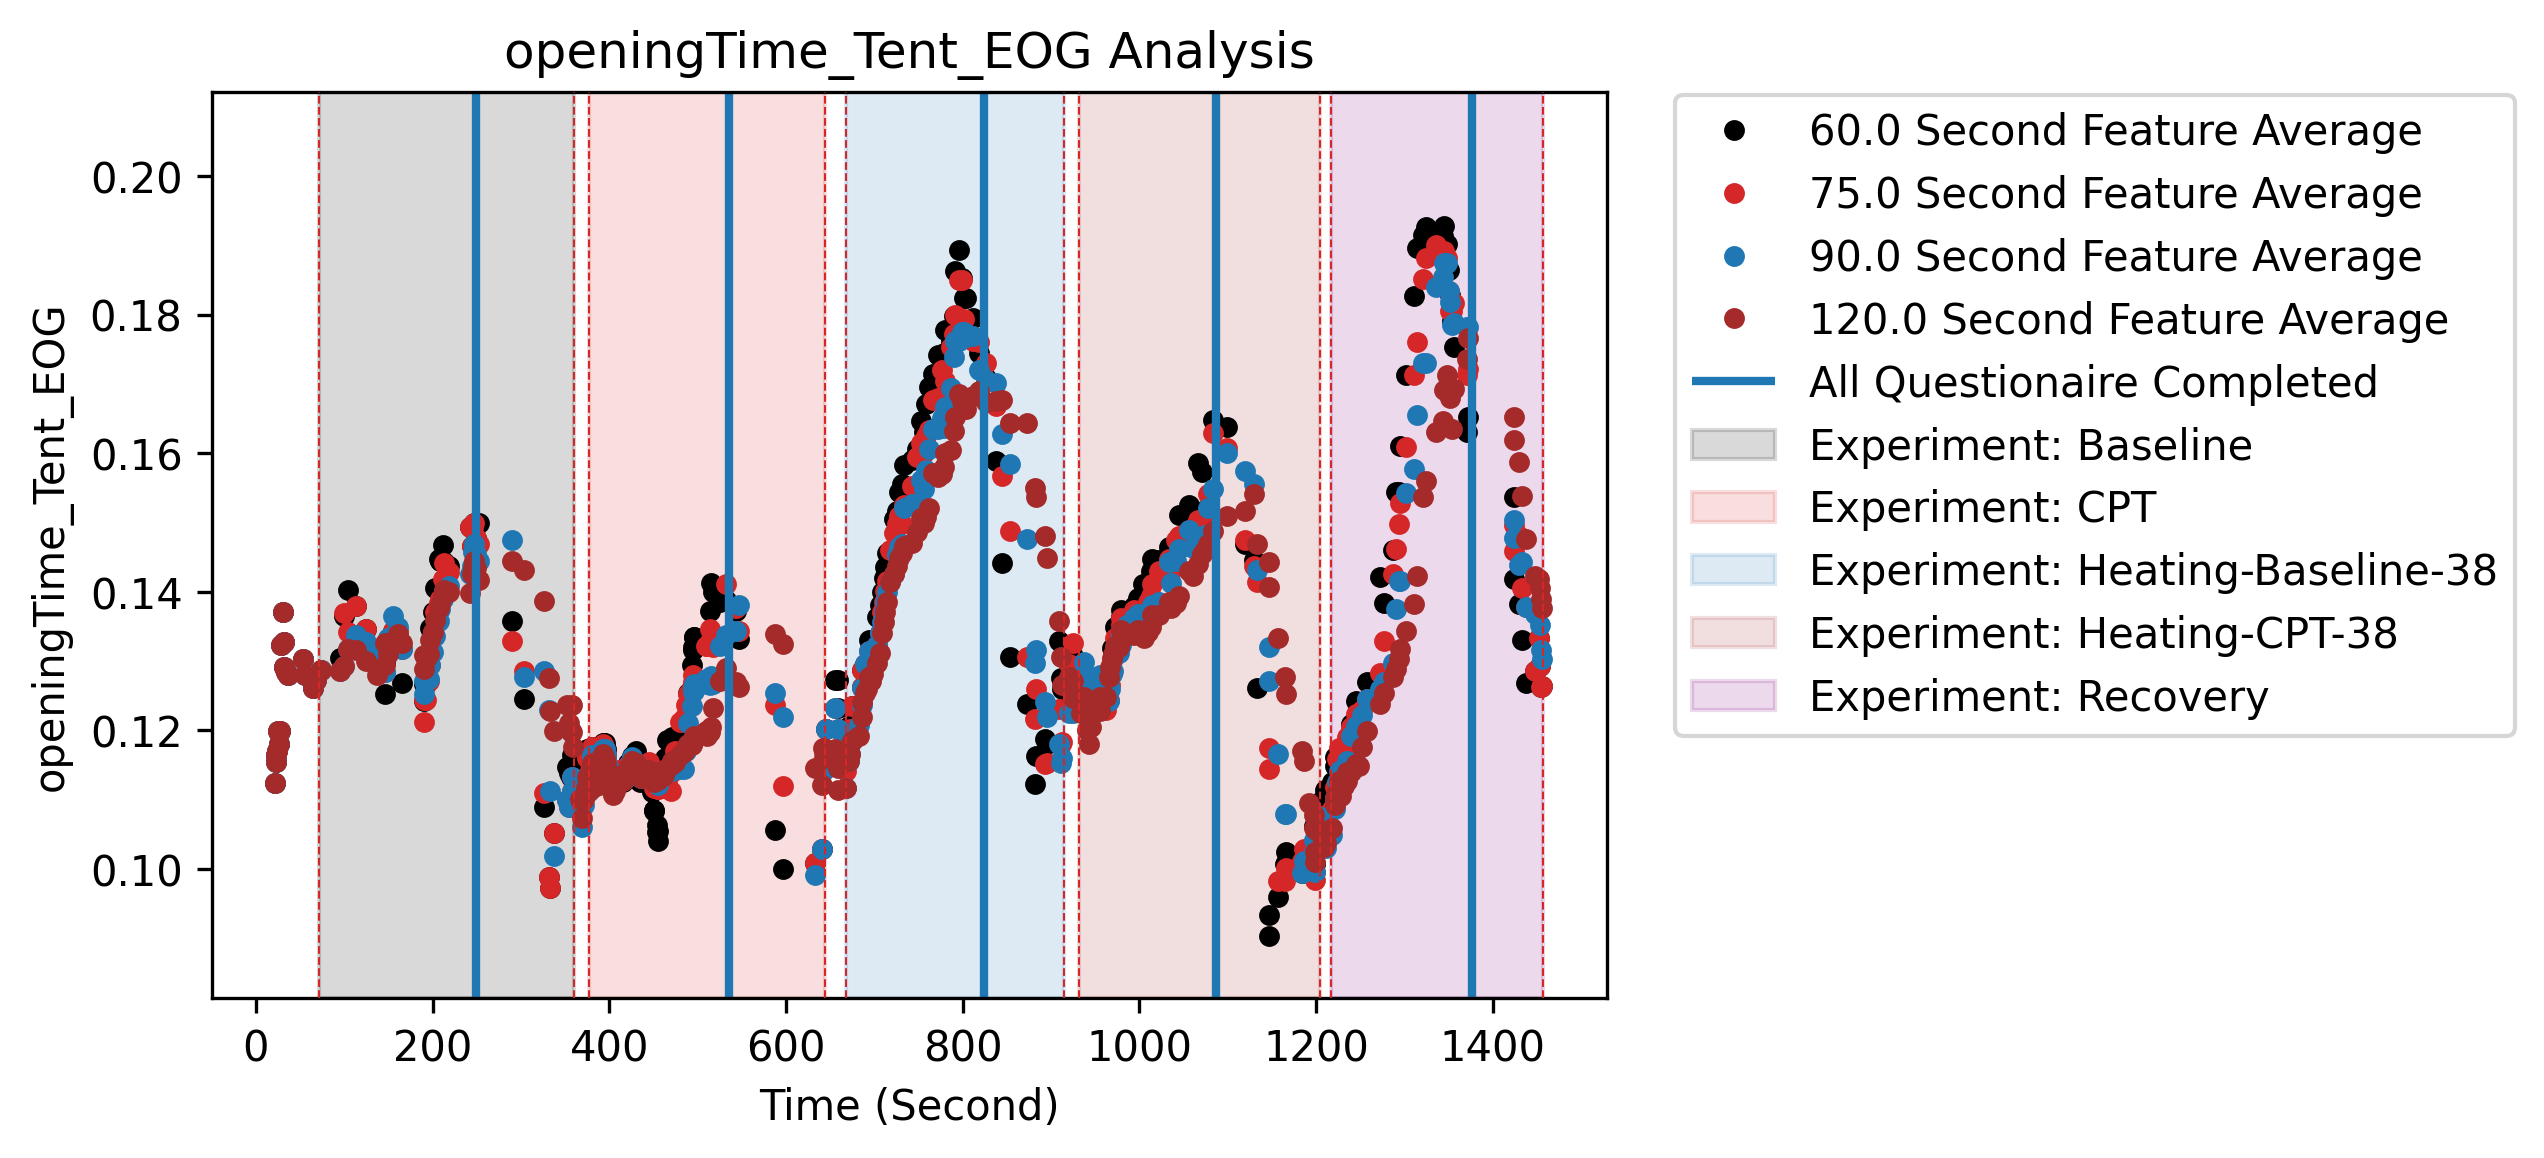 openingTime_Tent_EOG Analysis
openingTime_Tent_EOG
0.20
0.18
0.16
0.14
0.12
0.10
0 200 400 600 800 1000 1200 1400
Time (Second)
60.0 Second Feature Average
75.0 Second Feature Average
90.0 Second Feature Average
120.0 Second Feature Average
All Questionaire Completed
Experiment: Baseline
Experiment: CPT
Experiment: Heating-Baseline-38
Experiment: Heating-CPT-38
Experiment: Recovery